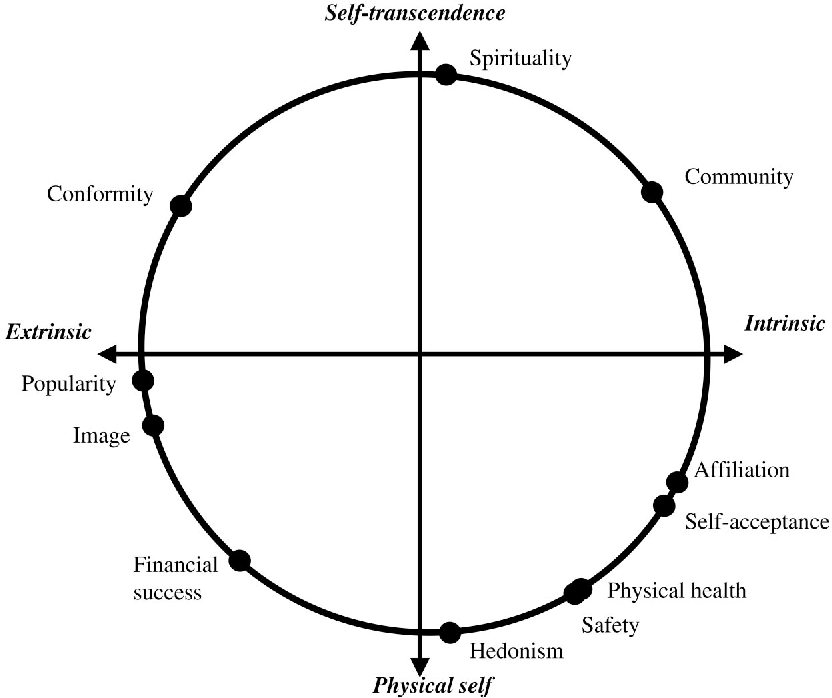 Self-transcendence
Spirituality
Community
Conformity
Intrinsic
Extrinsic
Popularity
Image
Affiliation
Self-acceptance
Financial
success
Physical health
Safety
Hedonism
Physical self